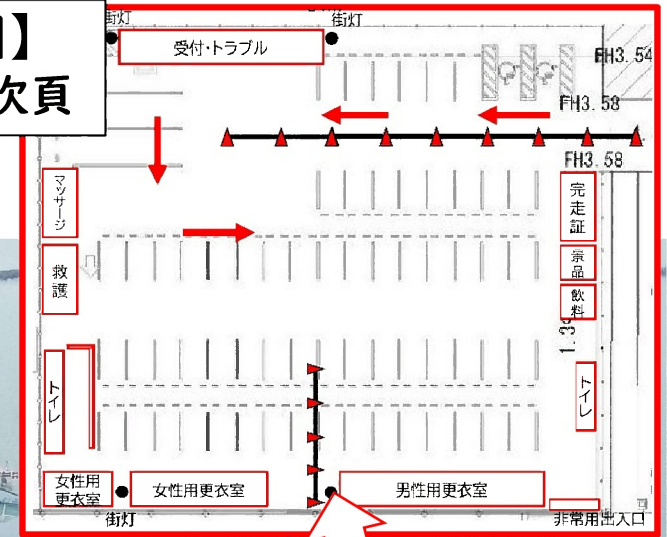 】
次頁
街灯
街灯
受付・トラブル
FH3.54
FH3.58
FH3.58
マッサージ
完走証
救護
景品
飲料
トイレ
トイレ
女性用
更衣室
女性用更衣室
男性用更衣室
街灯
非常用出入口